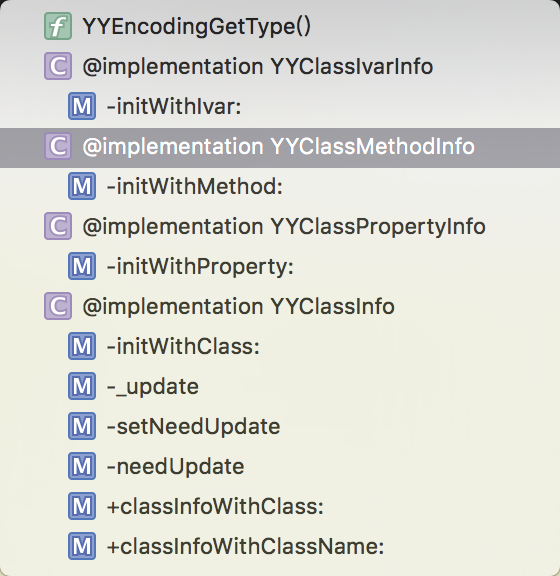 f YYEncodingGetType()
C @implementation YYClassIvarInfo
M -initWithIvar:
C @implementation YYClassMethodInfo
M -initWithMethod:
C @implementation YYClassPropertyInfo
M -initWithProperty:
C @implementation YYClassInfo
M -initWithClass:
M -_update
M -setNeedUpdate
M -needUpdate
M +classInfoWithClass:
M +classInfoWithClassName: